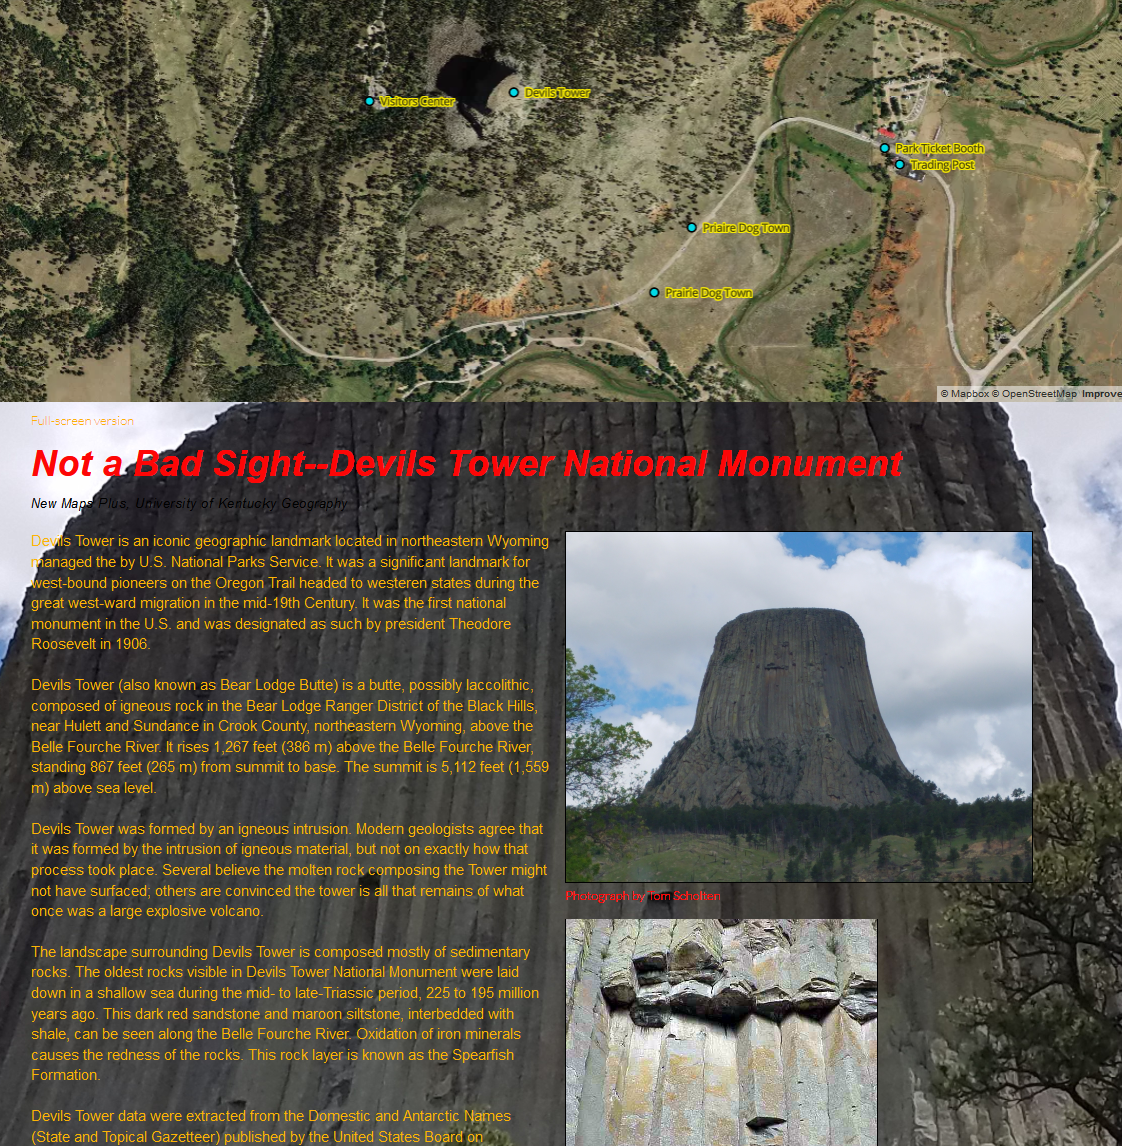 Visitors Center
Devils Tower
Park Ticket Booth
Trading Post
Priaire Dog Town
Prairie Dog Town
© Mapbox © OpenStreetMap Improve
Full-screen version
Not a Bad Sight--Devils Tower National Monument
New Maps Plus, University of Kentucky Geography
Devils Tower is an iconic geographic landmark located in northeastern Wyoming
managed the by U.S. National Parks Service. It was a significant landmark for
west-bound pioneers on the Oregon Trail headed to westeren states during the
great west-ward migration in the mid-19th Century. It was the first national
monument in the U.S. and was designated as such by president Theodore
Roosevelt in 1906.
Devils Tower (also known as Bear Lodge Butte) is a butte, possibly laccolithic,
composed of igneous rock in the Bear Lodge Ranger District of the Black Hills,
near Hulett and Sundance in Crook County, northeastern Wyoming, above the
Belle Fourche River. It rises 1,267 feet (386 m) above the Belle Fourche River,
standing 867 feet (265 m) from summit to base. The summit is 5,112 feet (1,559
m) above sea level.
Devils Tower was formed by an igneous intrusion. Modern geologists agree that
it was formed by the intrusion of igneous material, but not on exactly how that
process took place. Several believe the molten rock composing the Tower might
not have surfaced; others are convinced the tower is all that remains of what
once was a large explosive volcano.
The landscape surrounding Devils Tower is composed mostly of sedimentary
rocks. The oldest rocks visible in Devils Tower National Monument were laid
down in a shallow sea during the mid- to late-Triassic period, 225 to 195 million
years ago. This dark red sandstone and maroon siltstone, interbedded with
shale, can be seen along the Belle Fourche River. Oxidation of iron minerals
causes the redness of the rocks. This rock layer is known as the Spearfish
Formation.
Devils Tower data were extracted from the Domestic and Antarctic Names
(State and Topical Gazetteer) published by the United States Board on
Photograph by Tom Scholten